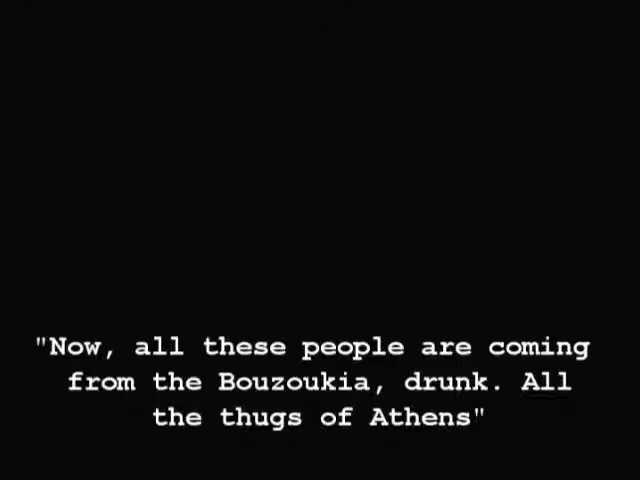 "Now, all these people are coming
from the Bouzoukia, drunk. All
the thugs of Athens"